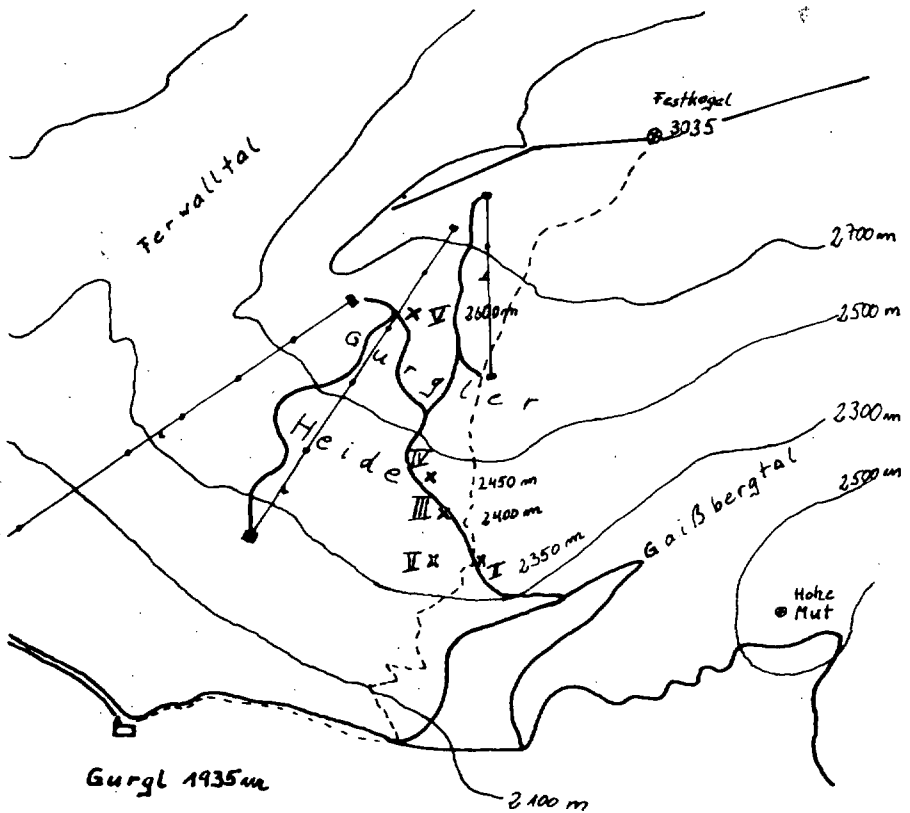 Festkogel
3035
Ferwalltal
2700 m
V
2600 m
2500 m
Gurgler
2300 m
Heide
IV
2450 m
2500 m
III
2400 m
Gaißbergtal
II
I
2350 m
Hohe
Mut
Gurgl 1935 m
2100 m